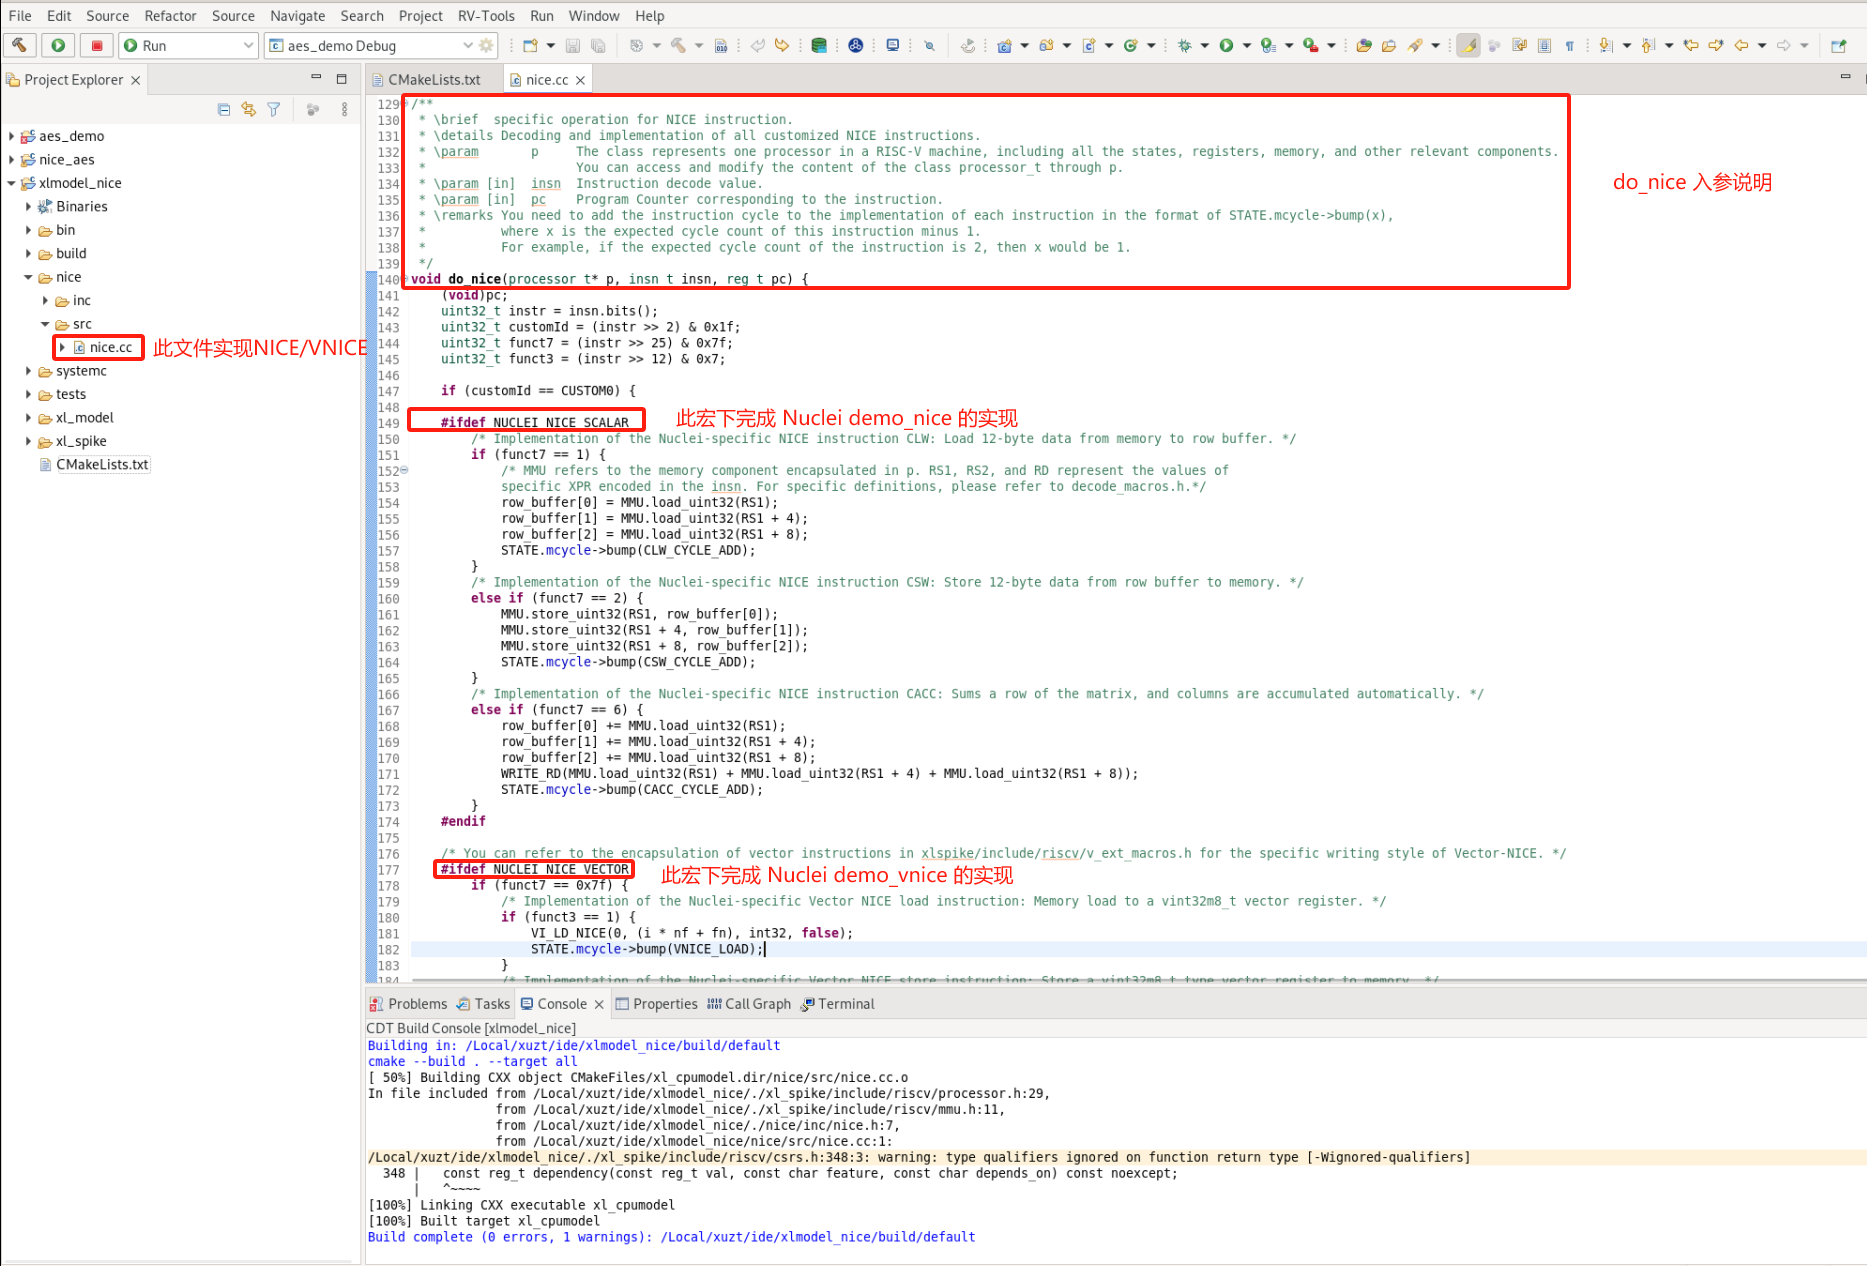 File Edit Source Refactor Source Navigate Search Project RV-Tools Run Window Help
Run aes_demo Debug
Project Explorer
CMakeLists.txt nice.cc
aes_demo
nice_aes
xlmodel_nice
Binaries
bin
build
nice
inc
src
nice.cc 此文件实现NICE/VNICE
systemc
tests
xl_model
xl_spike
CMakeLists.txt
129 /**
130 * \brief specific operation for NICE instruction.
131 * \details Decoding and implementation of all customized NICE instructions.
132 * \param p The class represents one processor in a RISC-V machine, including all the states, registers, memory, and other relevant components.
133 * You can access and modify the content of the class processor_t through p.
134 * \param [in] insn Instruction decode value.
do_nice 入参说明
135 * \param [in] pc Program Counter corresponding to the instruction.
136 * \remarks You need to add the instruction cycle to the implementation of each instruction in the format of STATE.mcycle->bump(x),
137 * where x is the expected cycle count of this instruction minus 1.
138 * For example, if the expected cycle count of the instruction is 2, then x would be 1.
139 */
140 void do_nice(processor_t* p, insn_t insn, reg_t pc) {
141 (void)pc;
142 uint32_t instr = insn.bits();
143 uint32_t customId = (instr >> 2) & 0x1f;
144 uint32_t funct7 = (instr >> 25) & 0x7f;
145 uint32_t funct3 = (instr >> 12) & 0x7;
146
147 if (customId == CUSTOM0) {
148
149 #ifdef NUCLEI_NICE_SCALAR 此宏下完成 Nuclei demo_nice 的实现
150 /* Implementation of the Nuclei-specific NICE instruction CLW: Load 12-byte data from memory to row buffer. */
151 if (funct7 == 1) {
152 /* MMU refers to the memory component encapsulated in p. RS1, RS2, and RD represent the values of
153 specific XPR encoded in the insn. For specific definitions, please refer to decode_macros.h.*/
154 row_buffer[0] = MMU.load_uint32(RS1);
155 row_buffer[1] = MMU.load_uint32(RS1 + 4);
156 row_buffer[2] = MMU.load_uint32(RS1 + 8);
157 STATE.mcycle->bump(CLW_CYCLE_ADD);
158 }
159 /* Implementation of the Nuclei-specific NICE instruction CSW: Store 12-byte data from row buffer to memory. */
160 else if (funct7 == 2) {
161 MMU.store_uint32(RS1, row_buffer[0]);
162 MMU.store_uint32(RS1 + 4, row_buffer[1]);
163 MMU.store_uint32(RS1 + 8, row_buffer[2]);
164 STATE.mcycle->bump(CSW_CYCLE_ADD);
165 }
166 /* Implementation of the Nuclei-specific NICE instruction CACC: Sums a row of the matrix, and columns are accumulated automatically. */
167 else if (funct7 == 6) {
168 row_buffer[0] += MMU.load_uint32(RS1);
169 row_buffer[1] += MMU.load_uint32(RS1 + 4);
170 row_buffer[2] += MMU.load_uint32(RS1 + 8);
171 WRITE_RD(MMU.load_uint32(RS1) + MMU.load_uint32(RS1 + 4) + MMU.load_uint32(RS1 + 8));
172 STATE.mcycle->bump(CACC_CYCLE_ADD);
173 }
174 #endif
175
176 /* You can refer to the encapsulation of vector instructions in xlspike/include/riscv/v_ext_macros.h for the specific writing style of Vector-NICE. */
177 #ifdef NUCLEI_NICE_VECTOR 此宏下完成 Nuclei demo_vnice 的实现
178 if (funct7 == 0x7f) {
179 /* Implementation of the Nuclei-specific Vector NICE load instruction: Memory load to a vint32m8_t vector register. */
180 if (funct3 == 1) {
181 VI_LD_NICE(0, (i * nf + fn), int32, false);
182 STATE.mcycle->bump(VNICE_LOAD);
183 }
184 /* Implementation of the Nuclei-specific Vector NICE store instruction: Store a vint32m8_t type vector register to memory. */
Problems Tasks Console Properties Call Graph Terminal
CDT Build Console [xlmodel_nice]
Building in: /Local/xuzt/ide/xlmodel_nice/build/default
cmake --build . --target all
[ 50%] Building CXX object CMakeFiles/xl_cpumodel.dir/nice/src/nice.cc.o
In file included from /Local/xuzt/ide/xlmodel_nice/./xl_spike/include/riscv/processor.h:29,
from /Local/xuzt/ide/xlmodel_nice/./xl_spike/include/riscv/mmu.h:11,
from /Local/xuzt/ide/xlmodel_nice/./nice/inc/nice.h:7,
from /Local/xuzt/ide/xlmodel_nice/nice/src/nice.cc:1:
/Local/xuzt/ide/xlmodel_nice/./xl_spike/include/riscv/csrs.h:348:3: warning: type qualifiers ignored on function return type [-Wignored-qualifiers]
348 | const reg_t dependency(const reg_t val, const char feature, const char depends_on) const noexcept;
| ^~~~~
[100%] Linking CXX executable xl_cpumodel
[100%] Built target xl_cpumodel
Build complete (0 errors, 1 warnings): /Local/xuzt/ide/xlmodel_nice/build/default